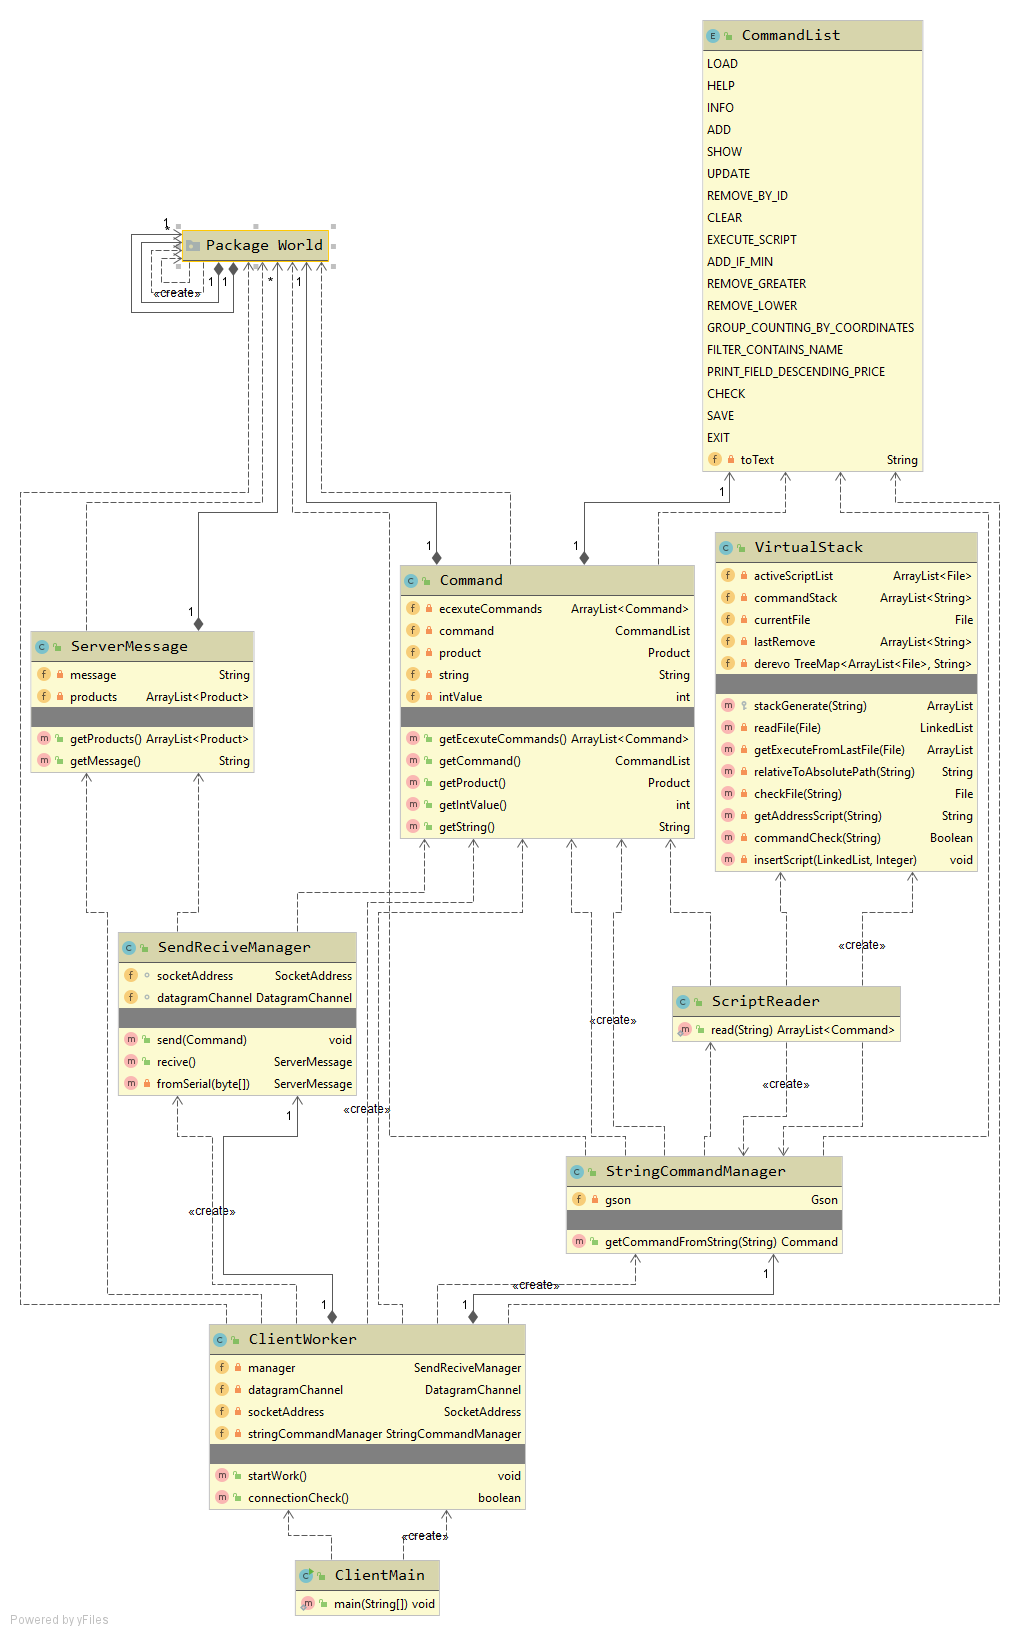 CommandList
LOAD
HELP
INFO
ADD
SHOW
UPDATE
REMOVE_BY_ID
CLEAR
EXECUTE_SCRIPT
ADD_IF_MIN
REMOVE_GREATER
REMOVE_LOWER
GROUP_COUNTING_BY_COORDINATES
FILTER_CONTAINS_NAME
PRINT_FIELD_DESCENDING_PRICE
CHECK
SAVE
EXIT
toText String
1
*
Package World
1 1 * 1
«create»
1
1 1
1
VirtualStack
activeScriptList ArrayList<File>
commandStack ArrayList<String>
currentFile File
lastRemove ArrayList<String>
derevo TreeMap<ArrayList<File>, String>
stackGenerate(String) ArrayList
readFile(File) LinkedList
getExecuteFromLastFile(File) ArrayList
relativeToAbsolutePath(String) String
checkFile(String) File
getAddressScript(String) String
commandCheck(String) Boolean
insertScript(LinkedList, Integer) void
Command
ecexuteCommands ArrayList<Command>
command CommandList
product Product
string String
intValue int
getEcexuteCommands() ArrayList<Command>
getCommand() CommandList
getProduct() Product
getIntValue() int
getString() String
ServerMessage
message String
products ArrayList<Product>
getProducts() ArrayList<Product>
getMessage() String
SendReciveManager
socketAddress SocketAddress
datagramChannel DatagramChannel
send(Command) void
recive() ServerMessage
fromSerial(byte[]) ServerMessage
«create»
ScriptReader
read(String) ArrayList<Command>
«create»
«create»
«create»
1
StringCommandManager
gson Gson
getCommandFromString(String) Command
«create»
1
«create»
1 1
ClientWorker
manager SendReciveManager
datagramChannel DatagramChannel
socketAddress SocketAddress
stringCommandManager StringCommandManager
startWork() void
connectionCheck() boolean
«create»
ClientMain
main(String[]) void
Powered by yFiles